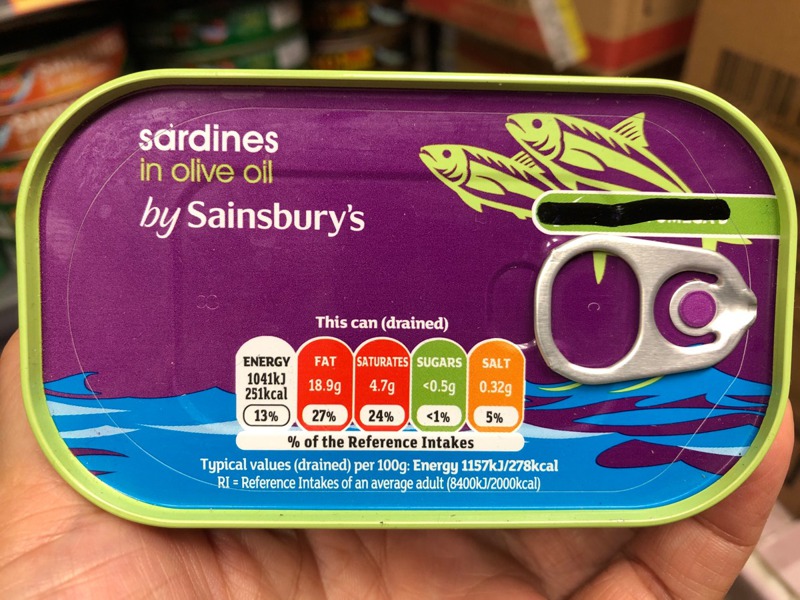 sardines
in olive oil
by Sainsbury's
This can (drained)
ENERGY
1041kJ
251kcal
13%
FAT
18.9g
27%
SATURATES
4.7g
24%
SUGARS
<0.5g
<1%
SALT
0.32g
5%
% of the Reference Intakes
Typical values (drained) per 100g: Energy 1157kJ/278kcal
RI = Reference Intakes of an average adult (8400kJ/2000kcal)